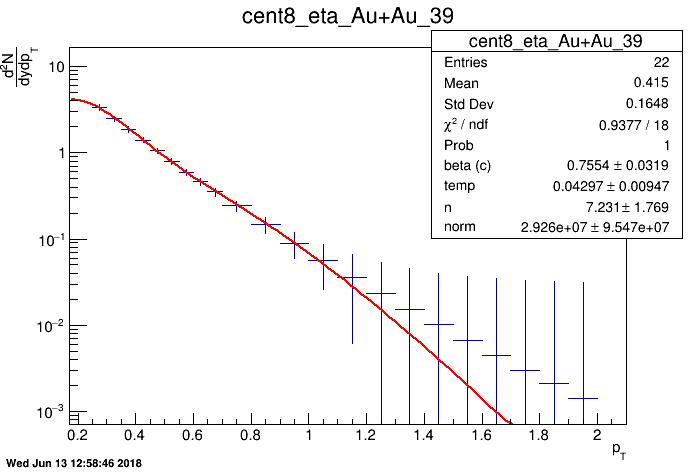 cent8_eta_Au+Au_39
d²N
dydp_T
cent8_eta_Au+Au_39
Entries 22
Mean 0.415
Std Dev 0.1648
χ² / ndf 0.9377 / 18
Prob 1
beta (c) 0.7554 ± 0.0319
temp 0.04297 ± 0.00947
n 7.231 ± 1.769
norm 2.926e+07 ± 9.547e+07
10
1
10⁻¹
10⁻²
10⁻³
0.2 0.4 0.6 0.8 1 1.2 1.4 1.6 1.8 2
p_T
Wed Jun 13 12:58:46 2018